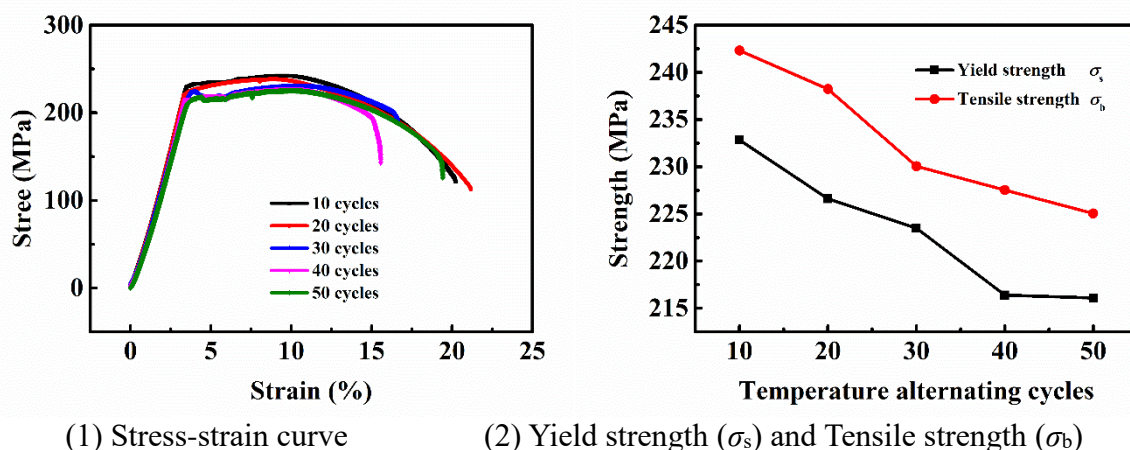 300
200
100
0
Stree (MPa)
10 cycles
20 cycles
30 cycles
40 cycles
50 cycles
0 5 10 15 20 25
Strain (%)
245
240
235
230
225
220
215
Strength (MPa)
Yield strength σs
Tensile strength σb
10 20 30 40 50
Temperature alternating cycles
(1) Stress-strain curve
(2) Yield strength (σs) and Tensile strength (σb)